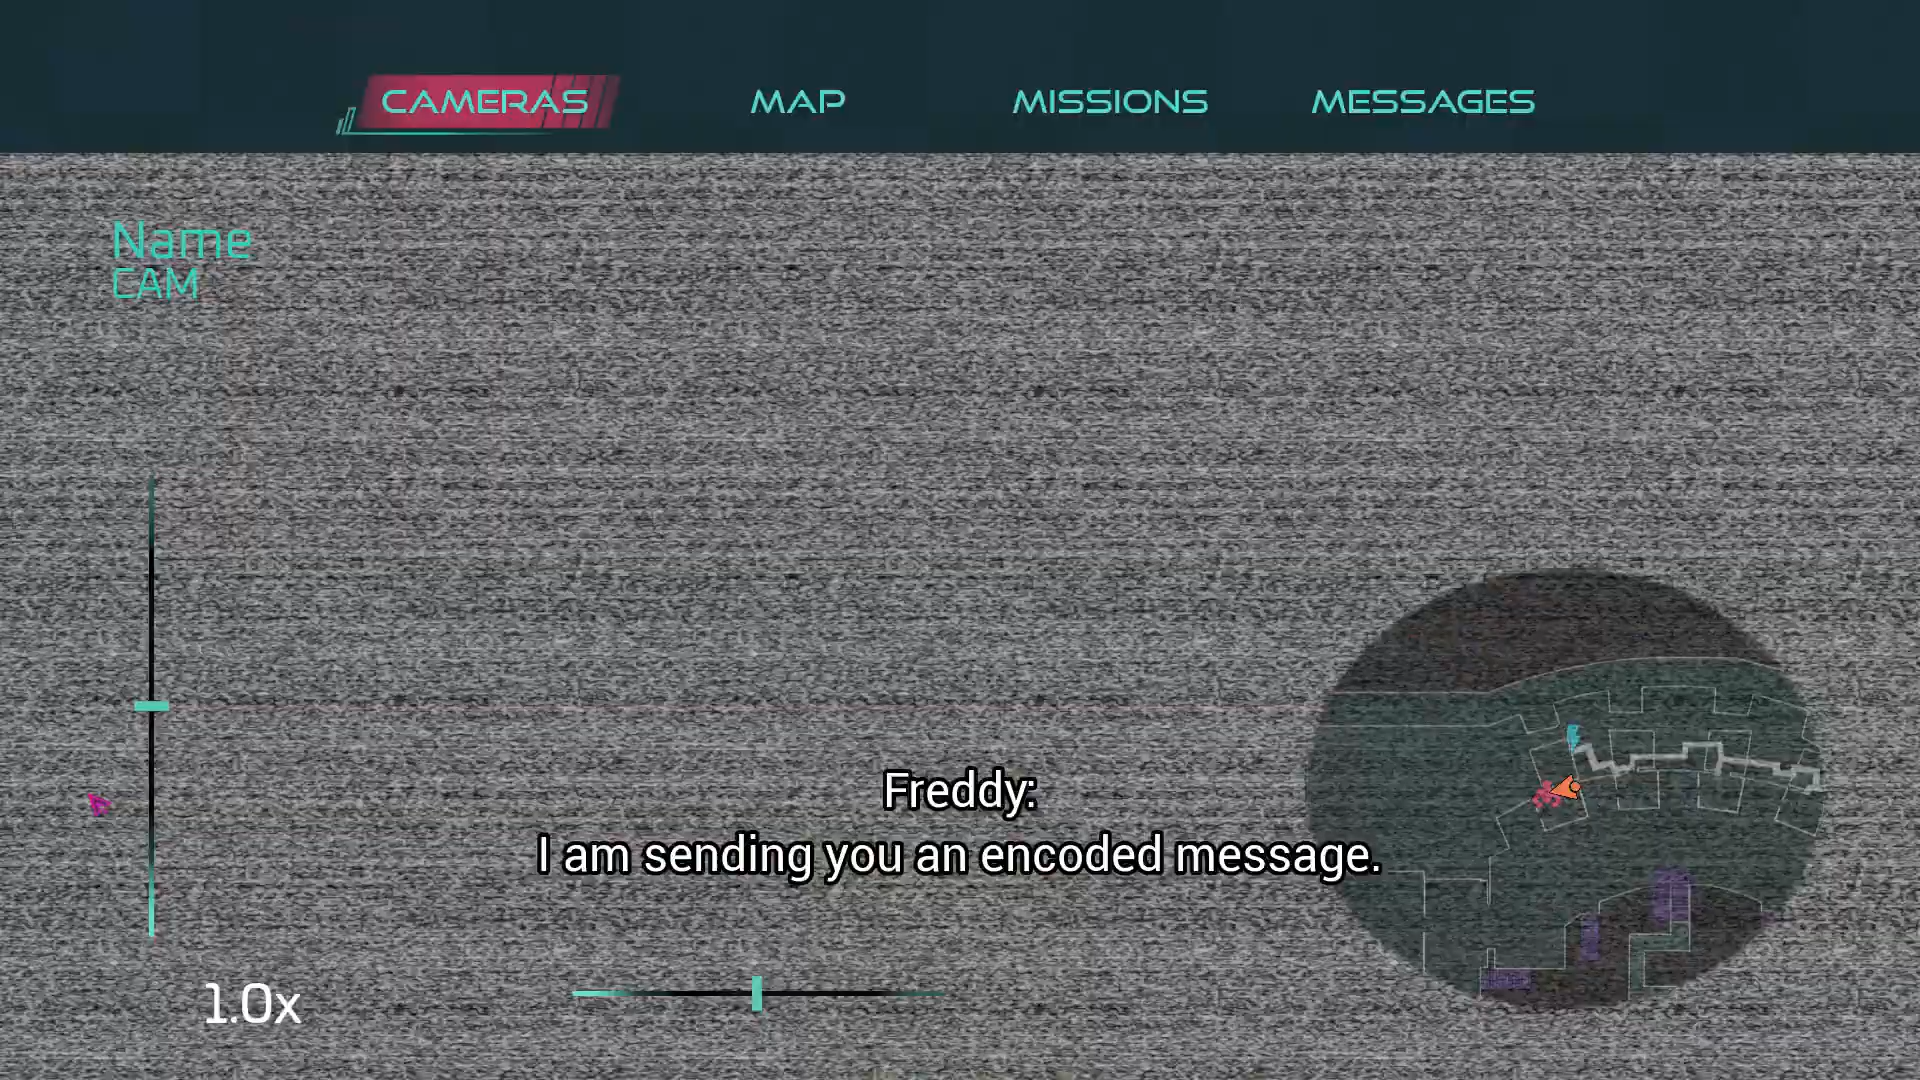 CAMERAS
MAP
MISSIONS
MESSAGES
Name
CAM
Freddy:
I am sending you an encoded message.
1.0x